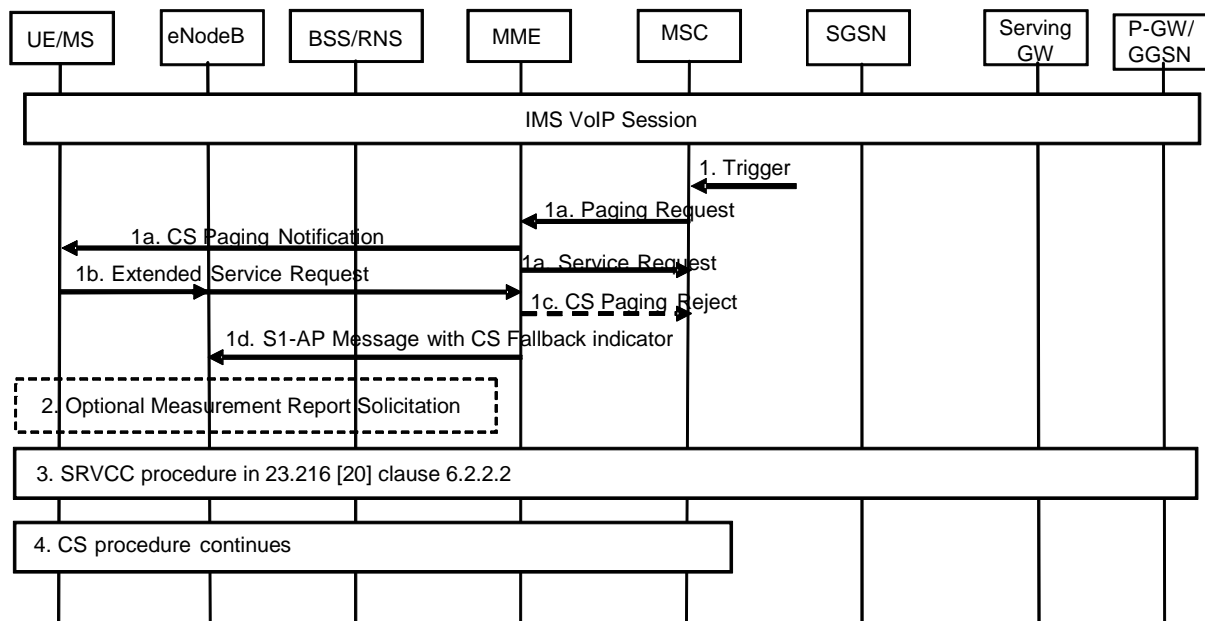 UE/MS
eNodeB
BSS/RNS
MME
MSC
SGSN
Serving
GW
P-GW/
GGSN
IMS VoIP Session
1. Trigger
1a. Paging Request
1a. CS Paging Notification
1a. Service Request
1b. Extended Service Request
1c. CS Paging Reject
1d. S1-AP Message with CS Fallback indicator
2. Optional Measurement Report Solicitation
3. SRVCC procedure in 23.216 [20] clause 6.2.2.2
4. CS procedure continues